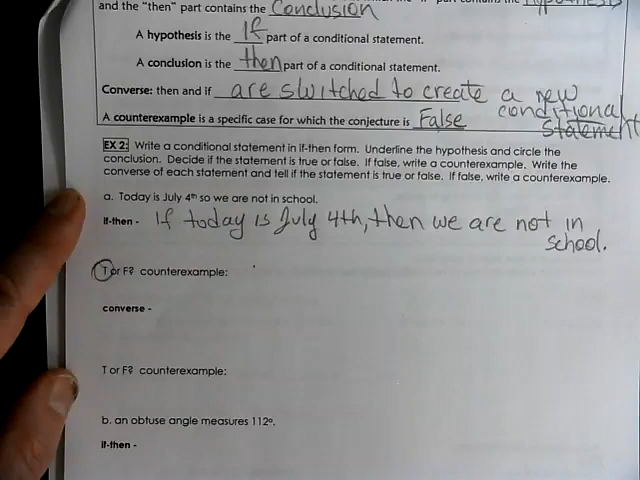 and the "then" part contains the Conclusion hypothesis
A hypothesis is the If part of a conditional statement.
A conclusion is the then part of a conditional statement.
Converse: then and if are switched to create a new
conditional
A counterexample is a specific case for which the conjecture is False
statement
EX 2: Write a conditional statement in if-then form. Underline the hypothesis and circle the
conclusion. Decide if the statement is true or false. If false, write a counterexample. Write the
converse of each statement and tell if the statement is true or false. If false, write a counterexample.
a. Today is July 4th so we are not in school.
If-then - If today is July 4th, then we are not in
school.
T or F? counterexample:
converse -
T or F? counterexample:
b. an obtuse angle measures 112º.
If-then -